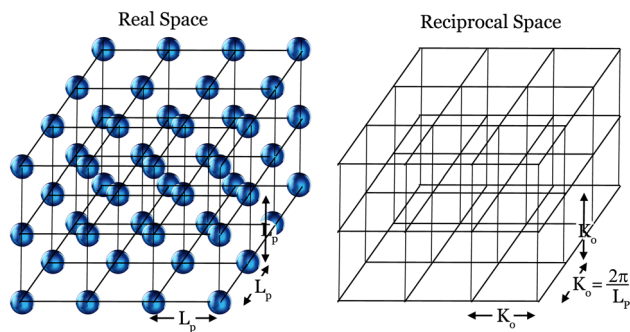 Real Space
Reciprocal Space
Lp
Lp
Lp
Ko
Ko = 2π
Lp
Ko